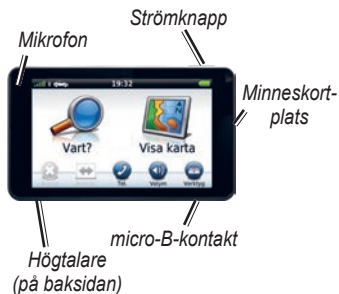 Strömknapp
Mikrofon
19:32
Minneskort-
plats
Vart?
Visa karta
Tel.
Volym
Verktyg
micro-B-kontakt
Högtalare
(på baksidan)